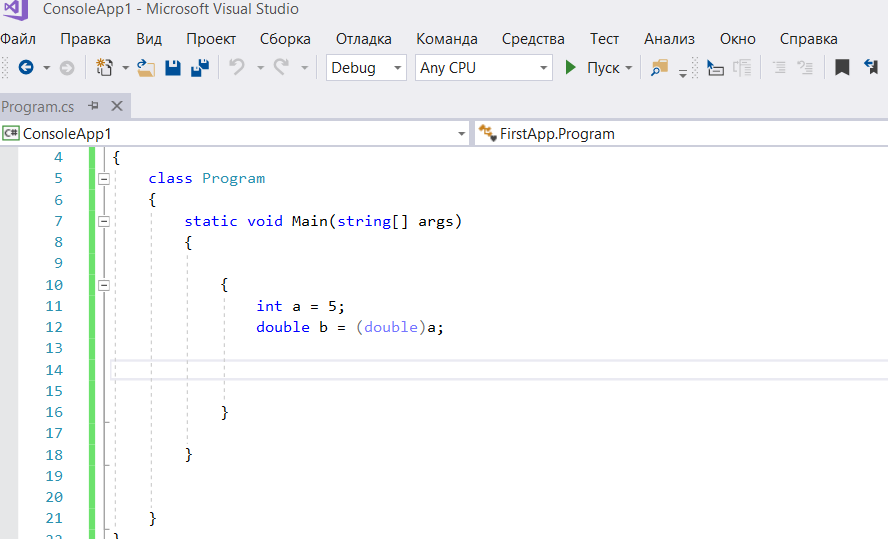 ConsoleApp1 - Microsoft Visual Studio
Файл Правка Вид Проект Сборка Отладка Команда Средства Тест Анализ Окно Справка
Debug Any CPU Пуск
Program.cs
C# ConsoleApp1 FirstApp.Program
4 {
5 class Program
6 {
7 static void Main(string[] args)
8 {
9
10 {
11 int a = 5;
12 double b = (double)a;
13
14
15
16 }
17
18 }
19
20
21 }
22 }